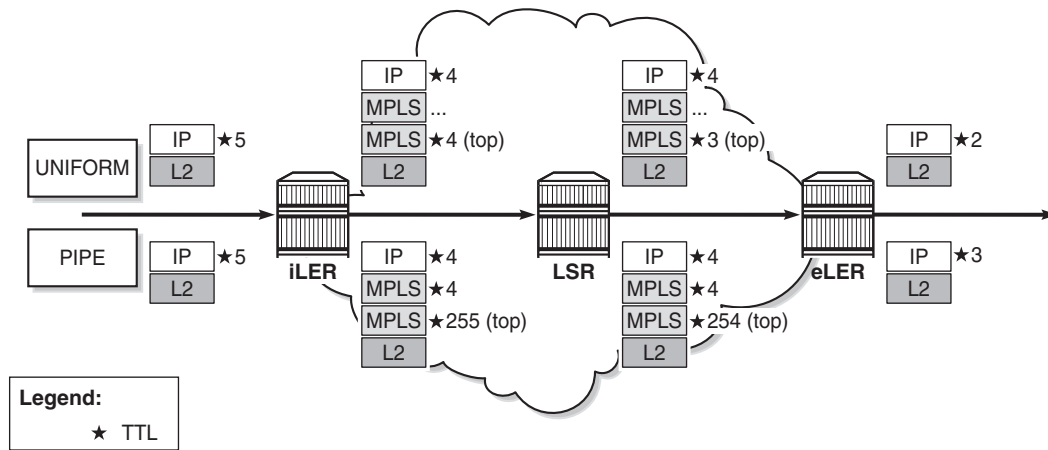 IP ★4
MPLS ...
MPLS ★4 (top)
L2
IP ★4
MPLS ...
MPLS ★3 (top)
L2
UNIFORM
IP ★5
L2
IP ★2
L2
PIPE
IP ★5
L2
iLER
LSR
eLER
IP ★4
MPLS ★4
MPLS ★255 (top)
L2
IP ★4
MPLS ★4
MPLS ★254 (top)
L2
IP ★3
L2
Legend:
★ TTL